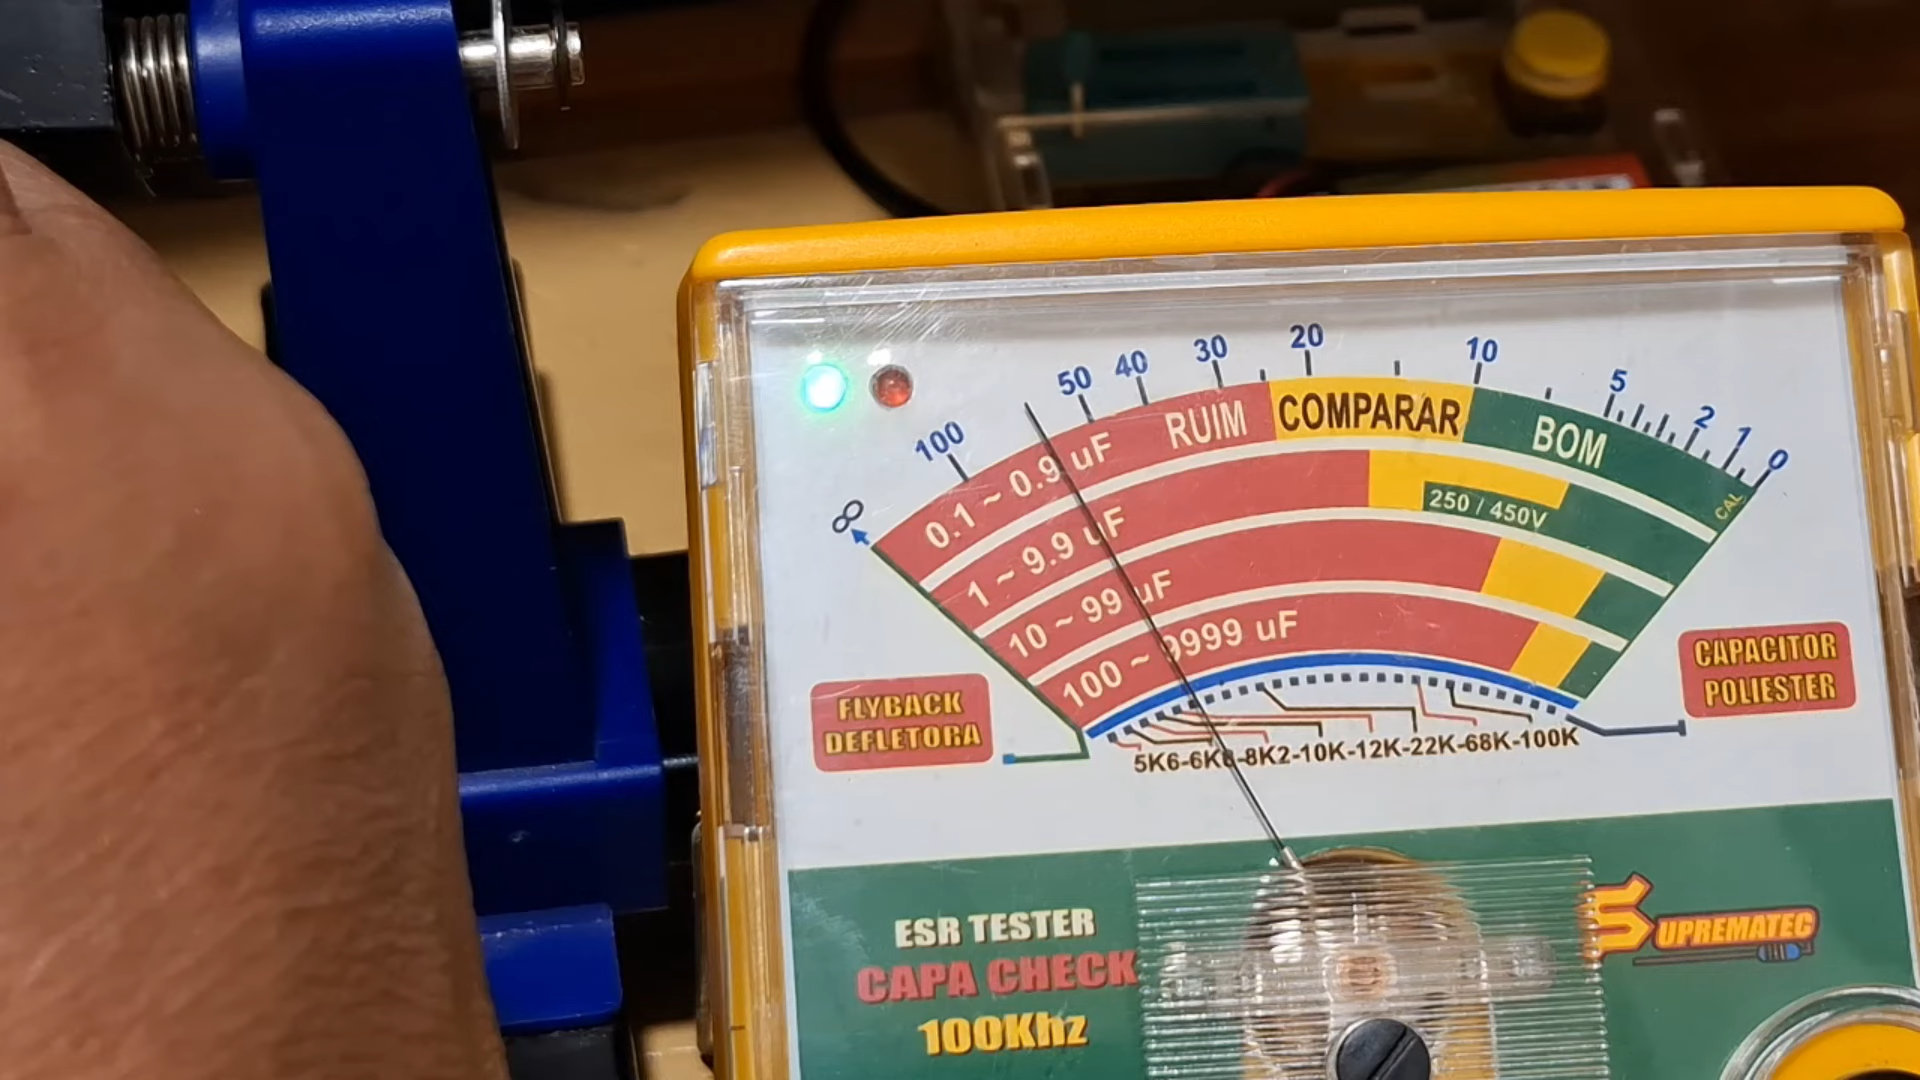 100 50 40 30 20 10 5 2 1 0
∞
RUIM COMPARAR BOM
0.1 ~ 0.9 uF
CAL
1 ~ 9.9 uF
250 / 450V
10 ~ 99 uF
100 ~ 9999 uF
FLYBACK
DEFLETORA
CAPACITOR
POLIESTER
5K6-6K8-8K2-10K-12K-22K-68K-100K
ESR TESTER
CAPA CHECK
100Khz
SUPREMATEC